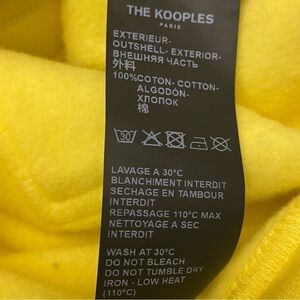 THE KOOPLES
PARIS
EXTERIEUR-
OUTSHELL- EXTERIOR-
ВНЕШНЯЯ ЧАСТЬ
外料
100%COTON- COTTON-
ALGODÓN-
ХЛОПОК
棉
30
LAVAGE A 30°C
BLANCHIMENT INTERDIT
SECHAGE EN TAMBOUR
INTERDIT
REPASSAGE 110°C MAX
NETTOYAGE A SEC
INTERDIT
WASH AT 30°C
DO NOT BLEACH
DO NOT TUMBLE DRY
IRON - LOW HEAT
(110°C)